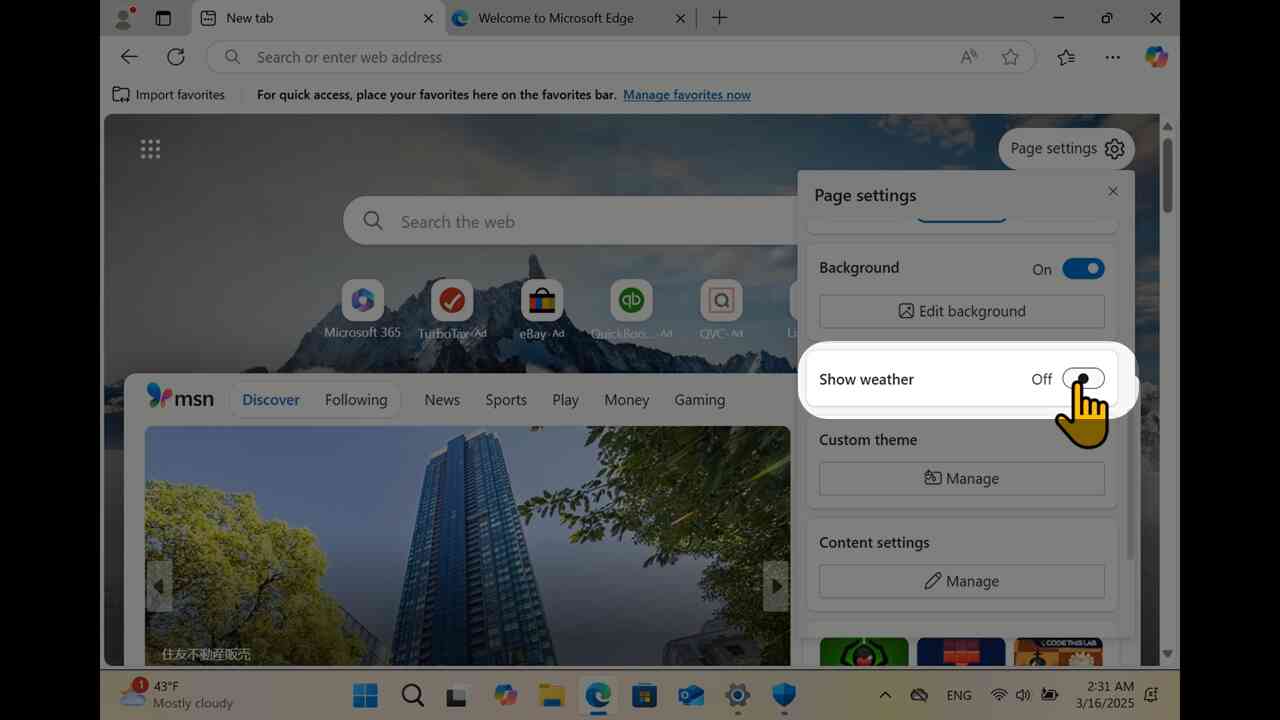 New tab
Welcome to Microsoft Edge
Search or enter web address
Import favorites
For quick access, place your favorites here on the favorites bar. Manage favorites now
Page settings
Page settings
Search the web
Background
On
Edit background
Microsoft 365
TurboTax·Ad
eBay·Ad
QuickBoo...·Ad
QVC·Ad
Show weather
Off
msn
Discover
Following
News
Sports
Play
Money
Gaming
Custom theme
Manage
Content settings
Manage
住友不動産販売
CODE THIS LAB
1
43°F
Mostly cloudy
ENG
2:31 AM
3/16/2025